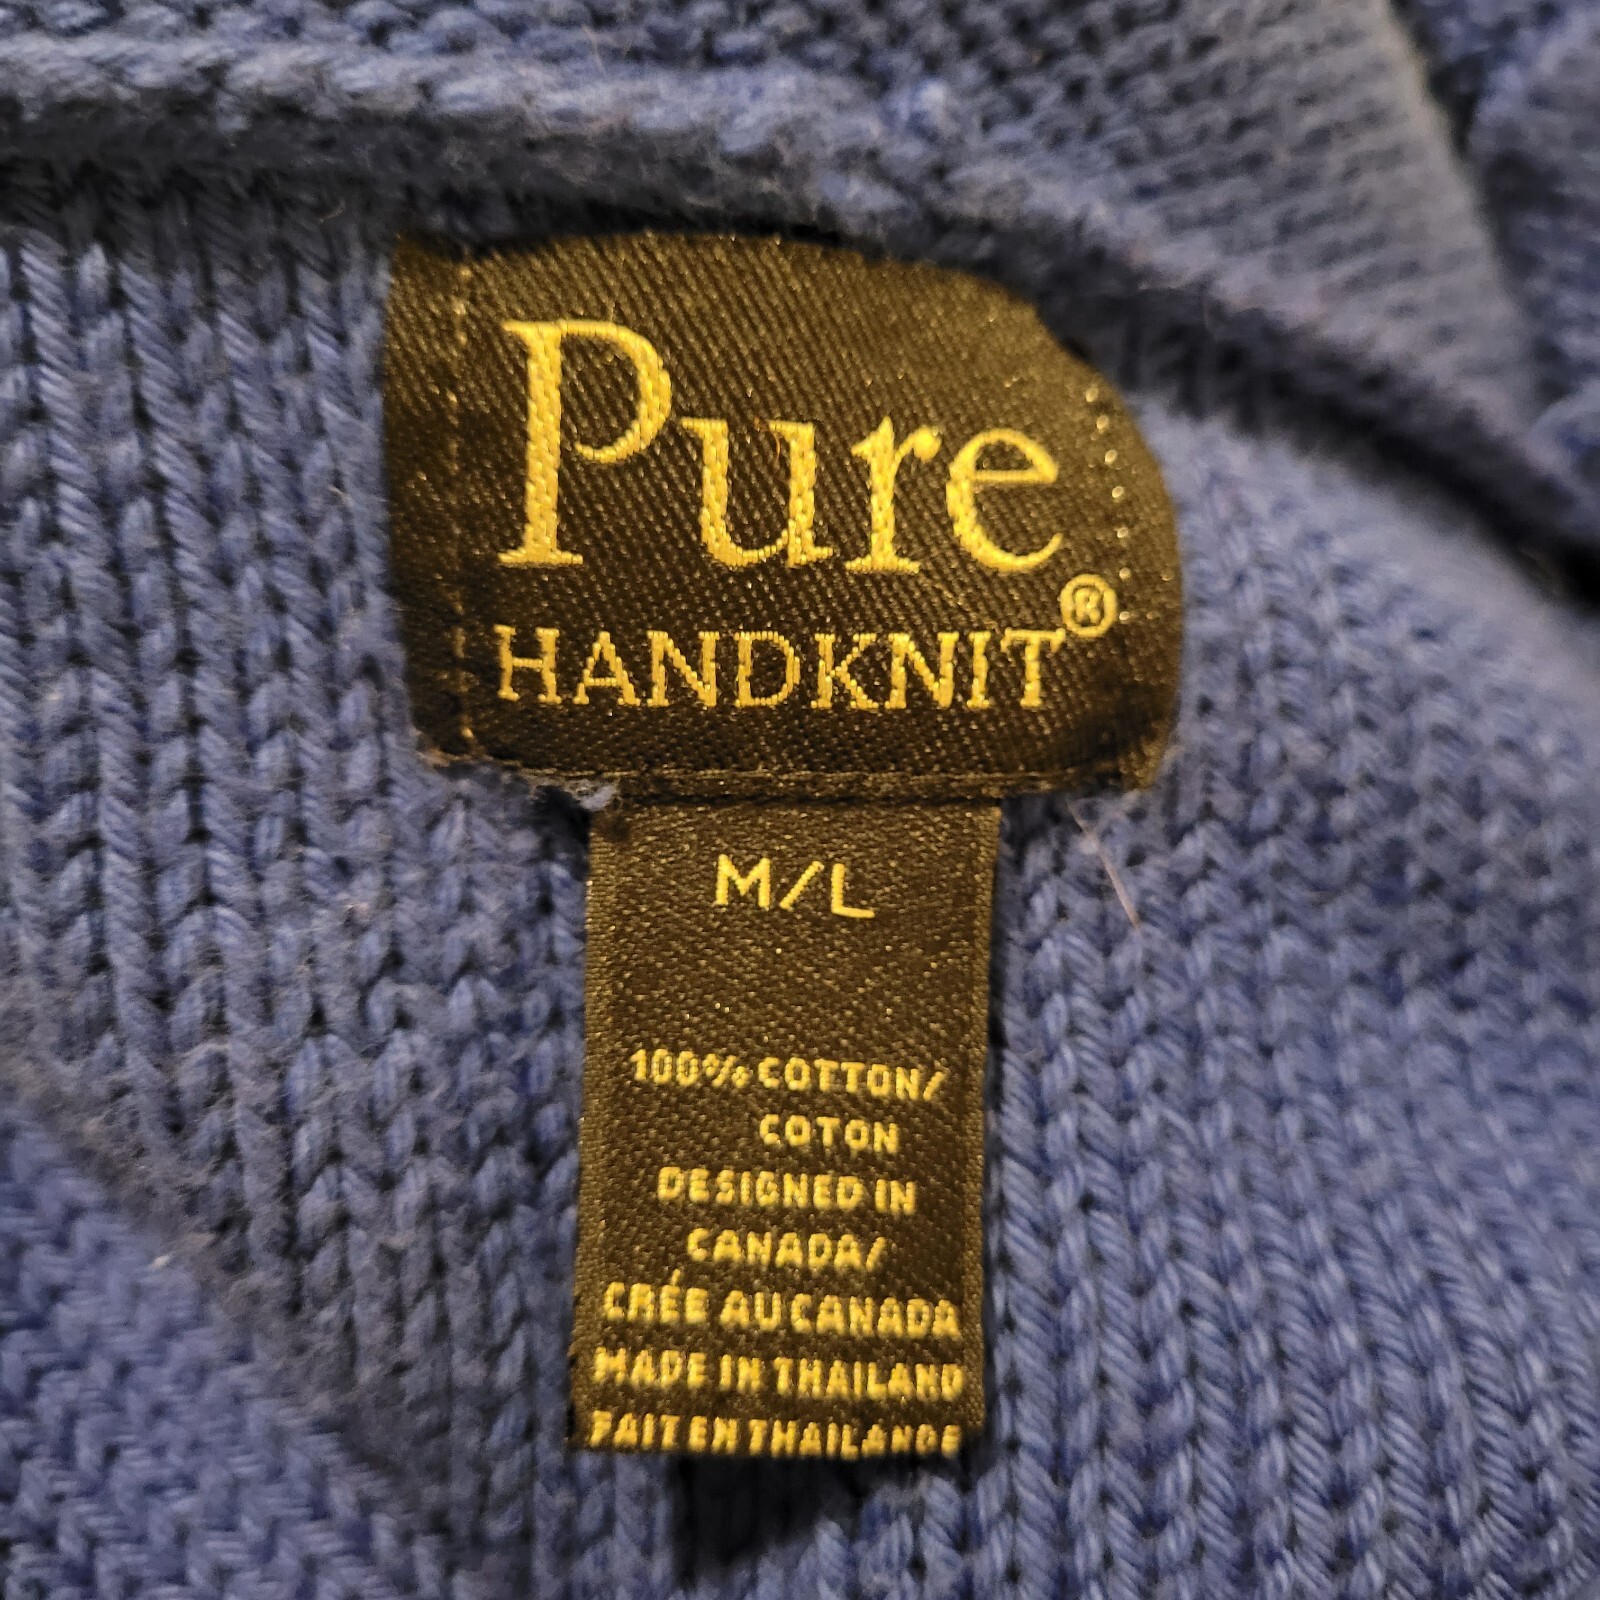 Pure
HANDKNIT®
M/L
100% COTTON/
COTON
DESIGNED IN
CANADA/
CRÉE AU CANADA
MADE IN THAILAND
FAIT EN THAILANDE